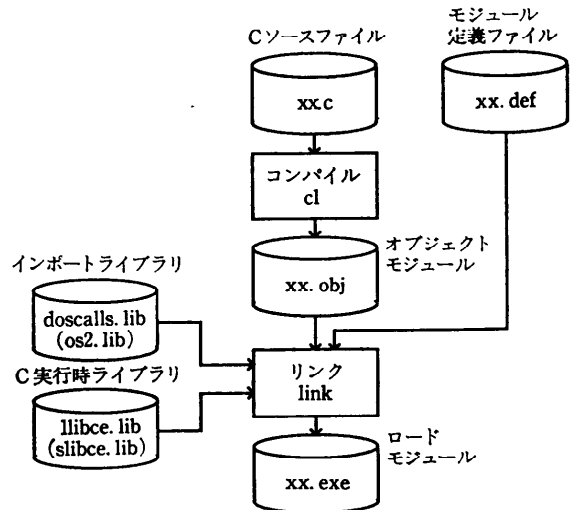 Cソースファイル
モジュール
定義ファイル
xx.c
xx. def
コンパイル
cl
オブジェクト
モジュール
xx. obj
インポートライブラリ
doscalls. lib
(os2. lib)
リンク
link
C実行時ライブラリ
llibce. lib
(slibce. lib)
ロード
モジュール
xx. exe